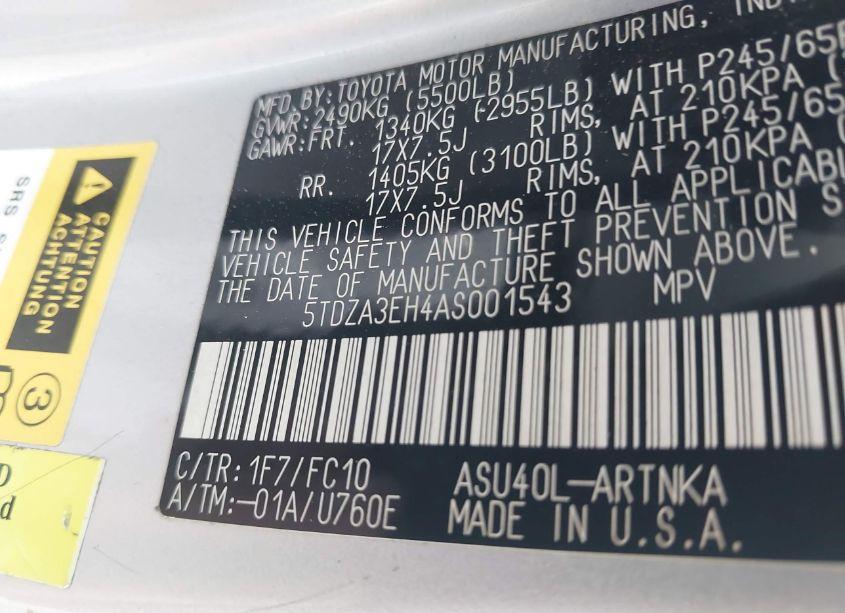 MFD. BY: TOYOTA MOTOR MANUFACTURING,
GVWR: 2490KG (5500LB)
GAWR: FRT. 1340KG (-2955LB) WITH P245/65
17X7.5J RIMS, AT 210KPA
RR. 1405KG (3100LB) WITH P245/65
17X7.5J RIMS, AT 210KPA
THIS VEHICLE CONFORMS TO ALL
VEHICLE SAFETY AND THEFT PREVENTION
THE DATE OF MANUFACTURE SHOWN ABOVE.
5TDZA3EH4AS001543 MPV
C/TR: 1F7/FC10 ASU40L-ARTNKA
A/TM:-01A/U760E MADE IN U.S.A.
CAUTION
ATTENTION
ACHTUNG
SRS
3